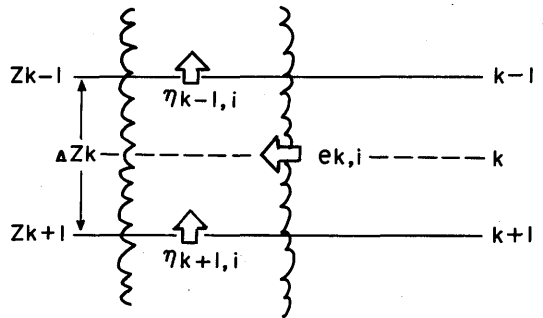 Zk-1 k-1
ηk-1,i
ΔZk ek,i k
Zk+1 k+1
ηk+1,i